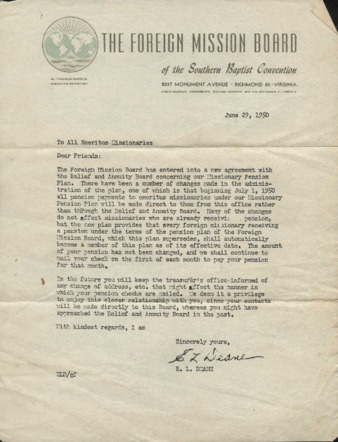 THE FOREIGN MISSION BOARD
of the Southern Baptist Convention
2037 MONUMENT AVENUE · RICHMOND 20 · VIRGINIA
June 29, 1950
To All Emeritus Missionaries
Dear Friends:
The Foreign Mission Board has entered into a new agreement with
the Relief and Annuity Board concerning our Missionary Pension
Plan. There have been a number of changes made in the adminis-
tration of the plan, one of which is that beginning July 1, 1950
all pension payments to emeritus missionaries under our Missionary
Pension Plan will be made direct to them from this office rather
than through the Relief and Annuity Board. Many of the changes
do not affect missionaries who are already receivi pension,
but the new plan provides that every foreign missionary receiving
a pension under the terms of the pension plan of the Foreign
Mission Board, which this plan supercedes, shall automatically
become a member of this plan as of its effective date. The amount
of your pension has not been changed, and we shall continue to
mail your check on the first of each month to pay your pension
for that month.
In the future you will keep the treasurer's office informed of
any change of address, etc. that might affect the manner in
which your pension checks are mailed. We deem it a privilege
to enjoy this closer relationship with you, since your contacts
will be made directly to this Board, whereas you might have
approached the Relief and Annuity Board in the past.
With kindest regards, I am
Sincerely yours,
E L Deane
E. L. DEANE
ELD/gf